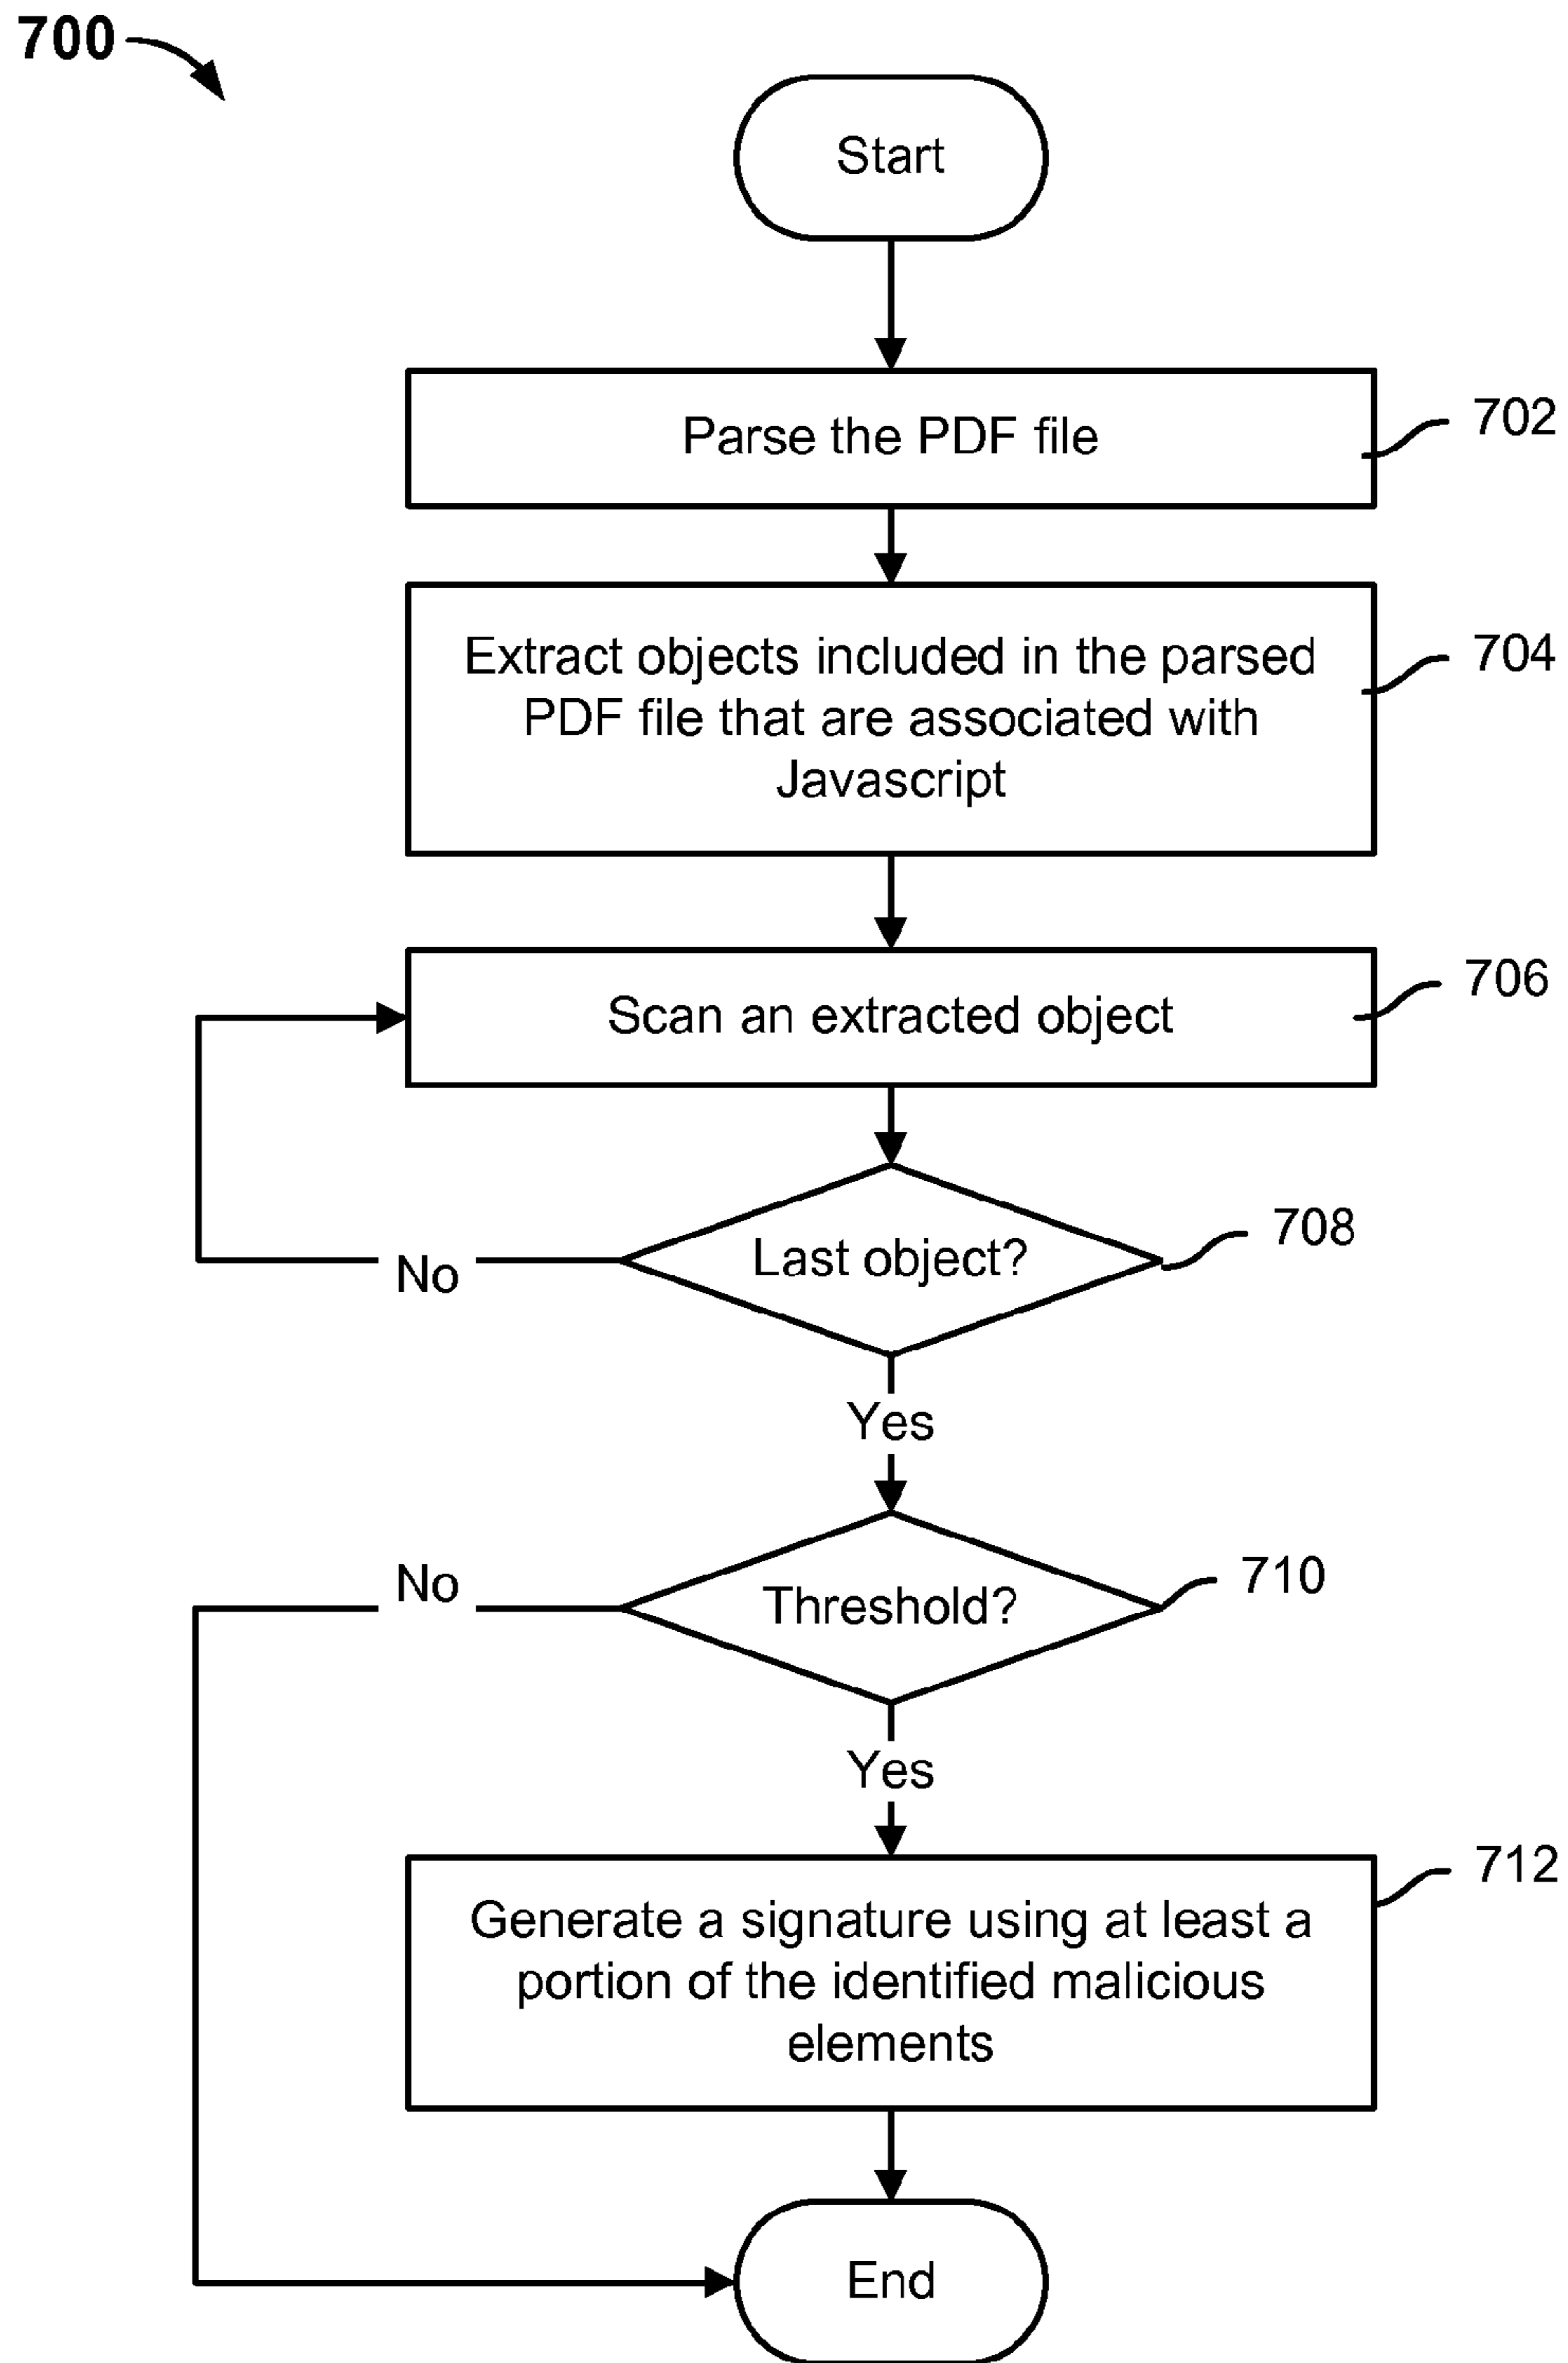 700
Start
Parse the PDF file
702
Extract objects included in the parsed
PDF file that are associated with
Javascript
704
Scan an extracted object
706
Last object?
708
No
Yes
Threshold?
710
No
Yes
Generate a signature using at least a
portion of the identified malicious
elements
712
End